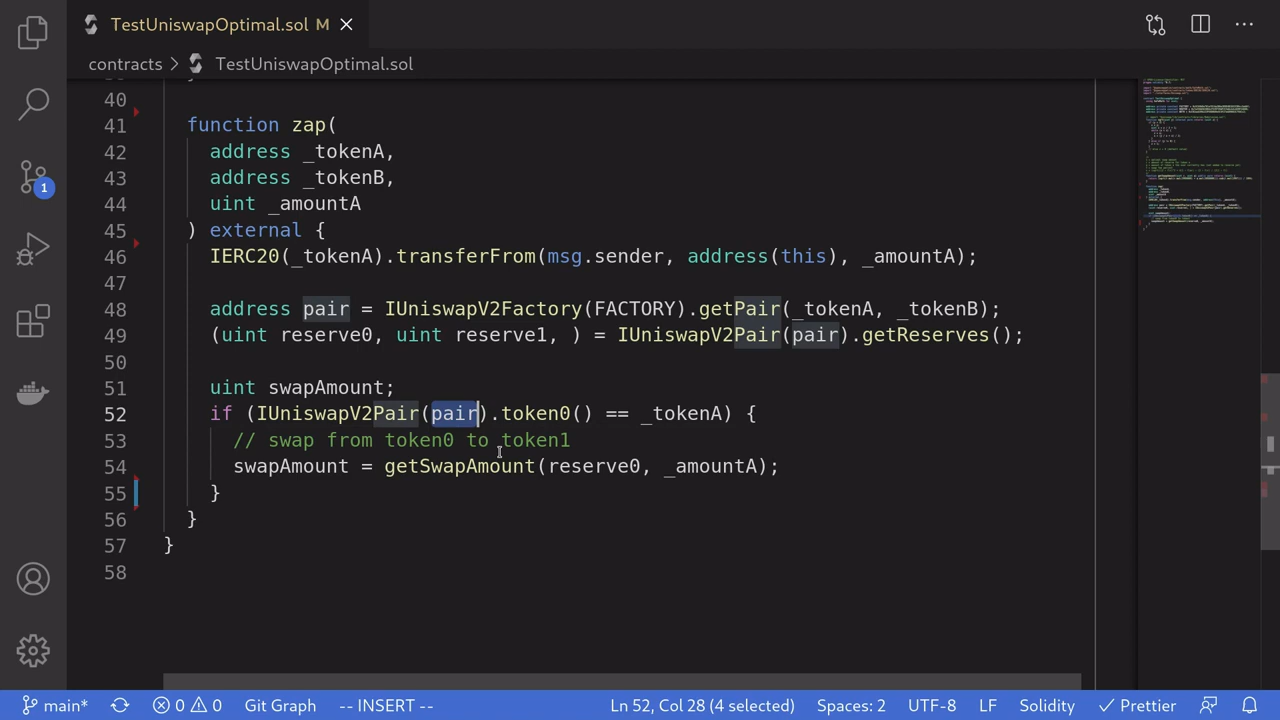 TestUniswapOptimal.sol M
contracts > TestUniswapOptimal.sol
40
41 function zap(
42 address _tokenA,
43 address _tokenB,
44 uint _amountA
45 ) external {
46 IERC20(_tokenA).transferFrom(msg.sender, address(this), _amountA);
47
48 address pair = IUniswapV2Factory(FACTORY).getPair(_tokenA, _tokenB);
49 (uint reserve0, uint reserve1, ) = IUniswapV2Pair(pair).getReserves();
50
51 uint swapAmount;
52 if (IUniswapV2Pair(pair).token0() == _tokenA) {
53 // swap from token0 to token1
54 swapAmount = getSwapAmount(reserve0, _amountA);
55 }
56 }
57 }
58
1
main* 0 0 Git Graph -- INSERT -- Ln 52, Col 28 (4 selected) Spaces: 2 UTF-8 LF Solidity Prettier